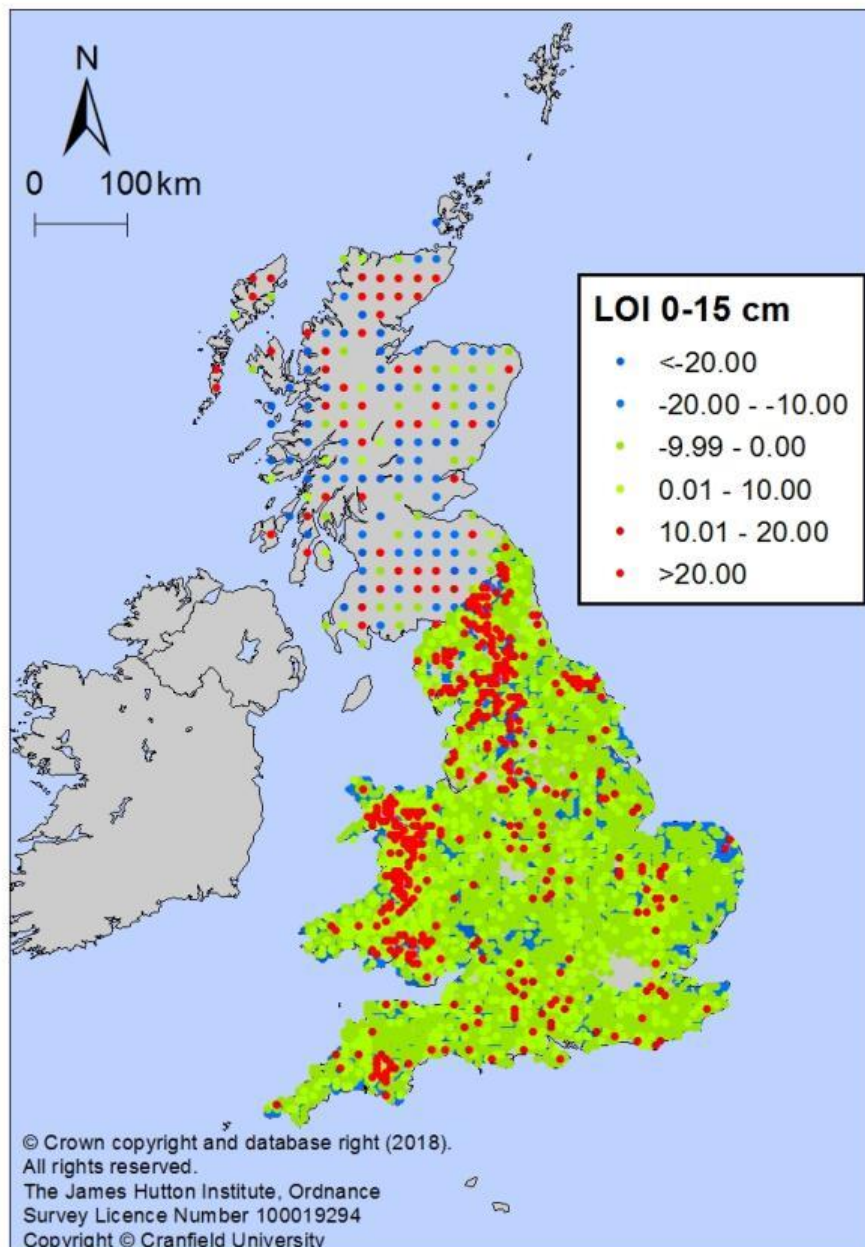 N
0 100km
LOI 0-15 cm
<-20.00
-20.00 - -10.00
-9.99 - 0.00
0.01 - 10.00
10.01 - 20.00
>20.00
© Crown copyright and database right (2018).
All rights reserved.
The James Hutton Institute, Ordnance
Survey Licence Number 100019294
Copyright © Cranfield University